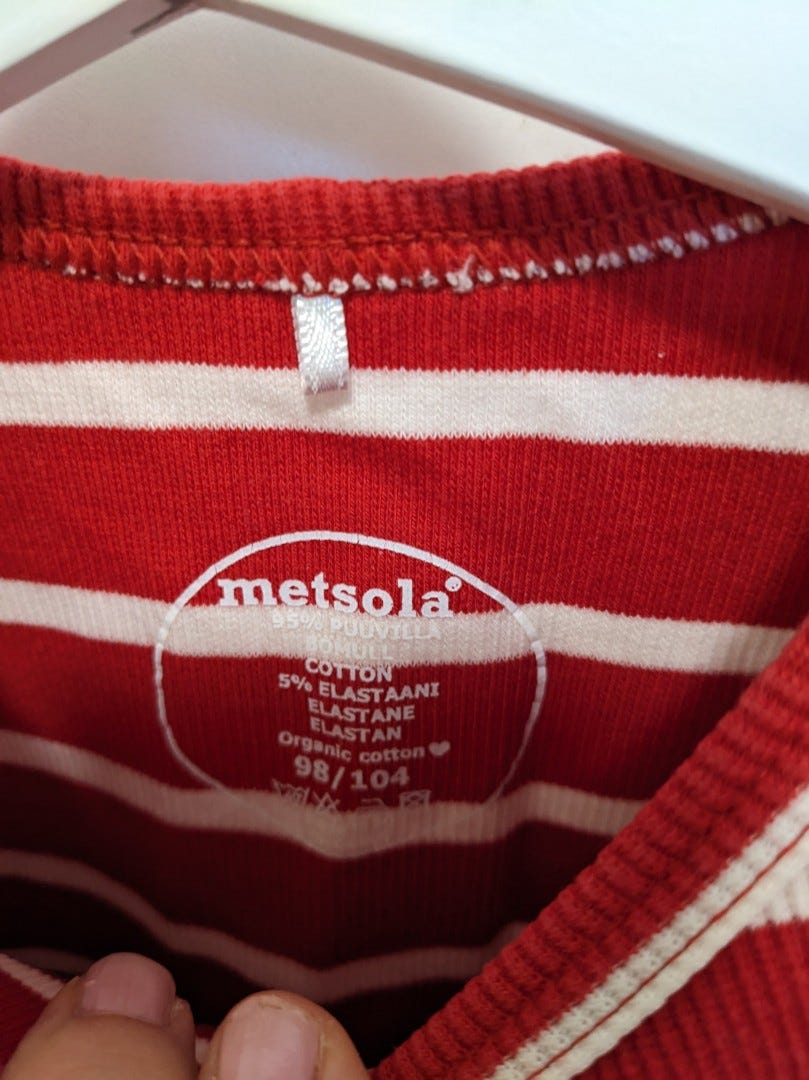 metsola®
95% PUUVILLA
BOMULL
COTTON
5% ELASTAANI
ELASTANE
ELASTAN
Organic cotton
98/104